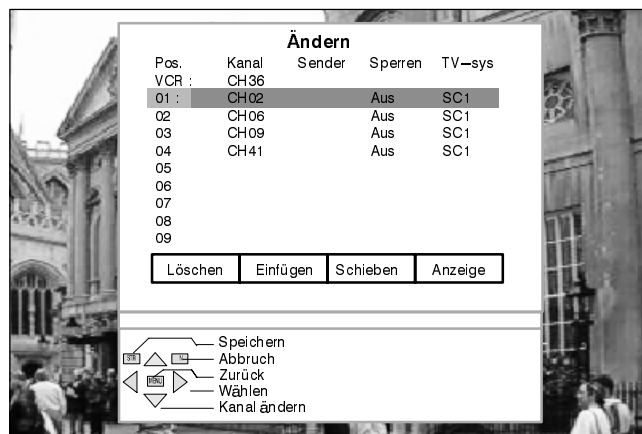 Ändern
Pos. Kanal Sender Sperren TV–sys
VCR : CH36
01 : CH02 Aus SC1
02 CH06 Aus SC1
03 CH09 Aus SC1
04 CH41 Aus SC1
05
06
07
08
09
Löschen Einfügen Schieben Anzeige
Speichern
STR
Abbruch
Zurück
MENU
Wählen
Kanal ändern